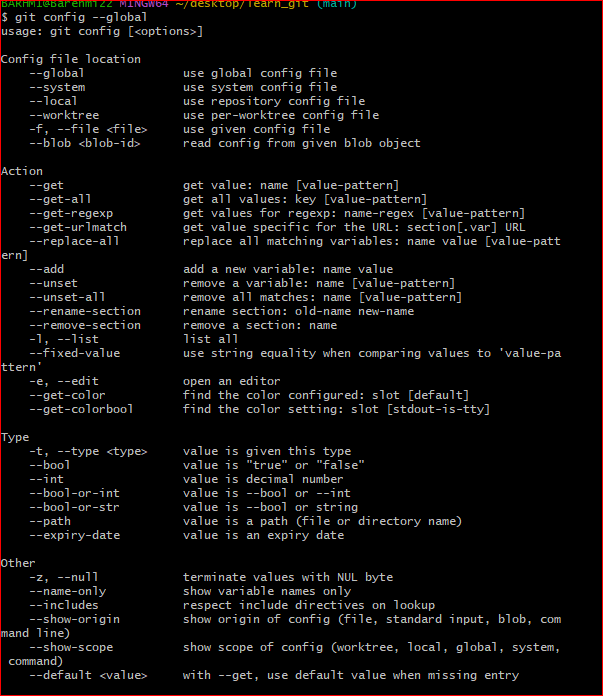 BARHMI@Barehmi22 MINGW64 ~/desktop/learn_git (main)
$ git config --global
usage: git config [<options>]

Config file location
    --global              use global config file
    --system              use system config file
    --local               use repository config file
    --worktree            use per-worktree config file
    -f, --file <file>     use given config file
    --blob <blob-id>      read config from given blob object

Action
    --get                 get value: name [value-pattern]
    --get-all             get all values: key [value-pattern]
    --get-regexp          get values for regexp: name-regex [value-pattern]
    --get-urlmatch        get value specific for the URL: section[.var] URL
    --replace-all         replace all matching variables: name value [value-patt
ern]
    --add                 add a new variable: name value
    --unset               remove a variable: name [value-pattern]
    --unset-all           remove all matches: name [value-pattern]
    --rename-section      rename section: old-name new-name
    --remove-section      remove a section: name
    -l, --list            list all
    --fixed-value         use string equality when comparing values to 'value-pa
ttern'
    -e, --edit            open an editor
    --get-color           find the color configured: slot [default]
    --get-colorbool       find the color setting: slot [stdout-is-tty]

Type
    -t, --type <type>     value is given this type
    --bool                value is "true" or "false"
    --int                 value is decimal number
    --bool-or-int         value is --bool or --int
    --bool-or-str         value is --bool or string
    --path                value is a path (file or directory name)
    --expiry-date         value is an expiry date

Other
    -z, --null            terminate values with NUL byte
    --name-only           show variable names only
    --includes            respect include directives on lookup
    --show-origin         show origin of config (file, standard input, blob, com
mand line)
    --show-scope          show scope of config (worktree, local, global, system,
 command)
    --default <value>     with --get, use default value when missing entry